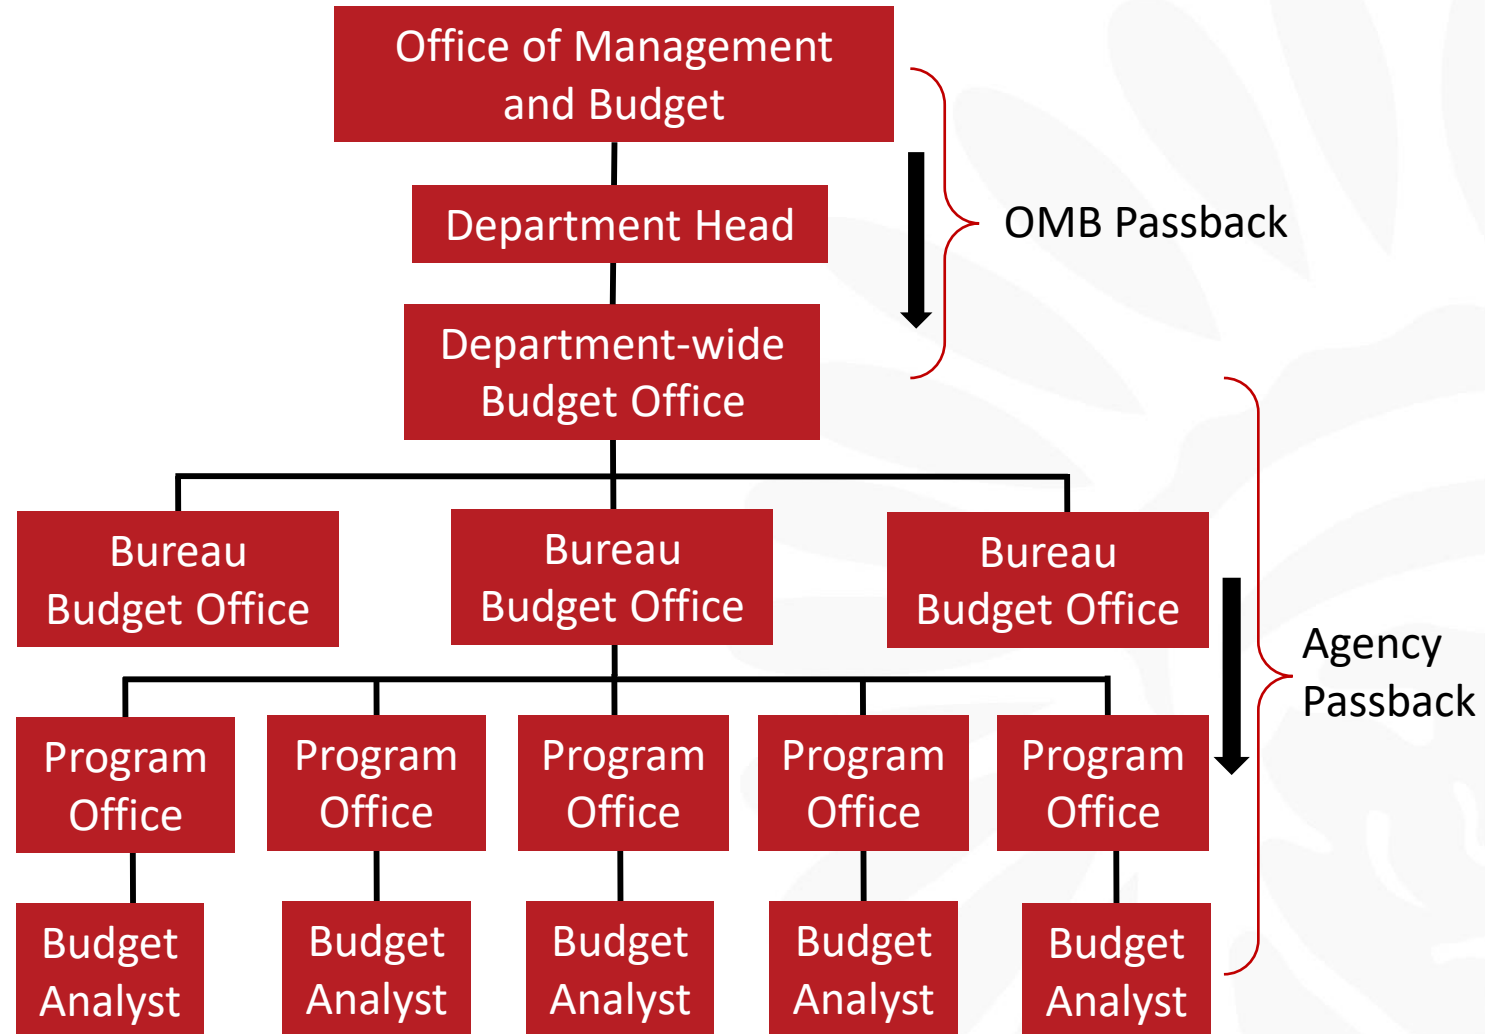 Office of Management
and Budget
OMB Passback
Department Head
Department-wide
Budget Office
Bureau
Budget Office
Bureau
Budget Office
Bureau
Budget Office
Agency
Passback
Program
Office
Program
Office
Program
Office
Program
Office
Program
Office
Budget
Analyst
Budget
Analyst
Budget
Analyst
Budget
Analyst
Budget
Analyst